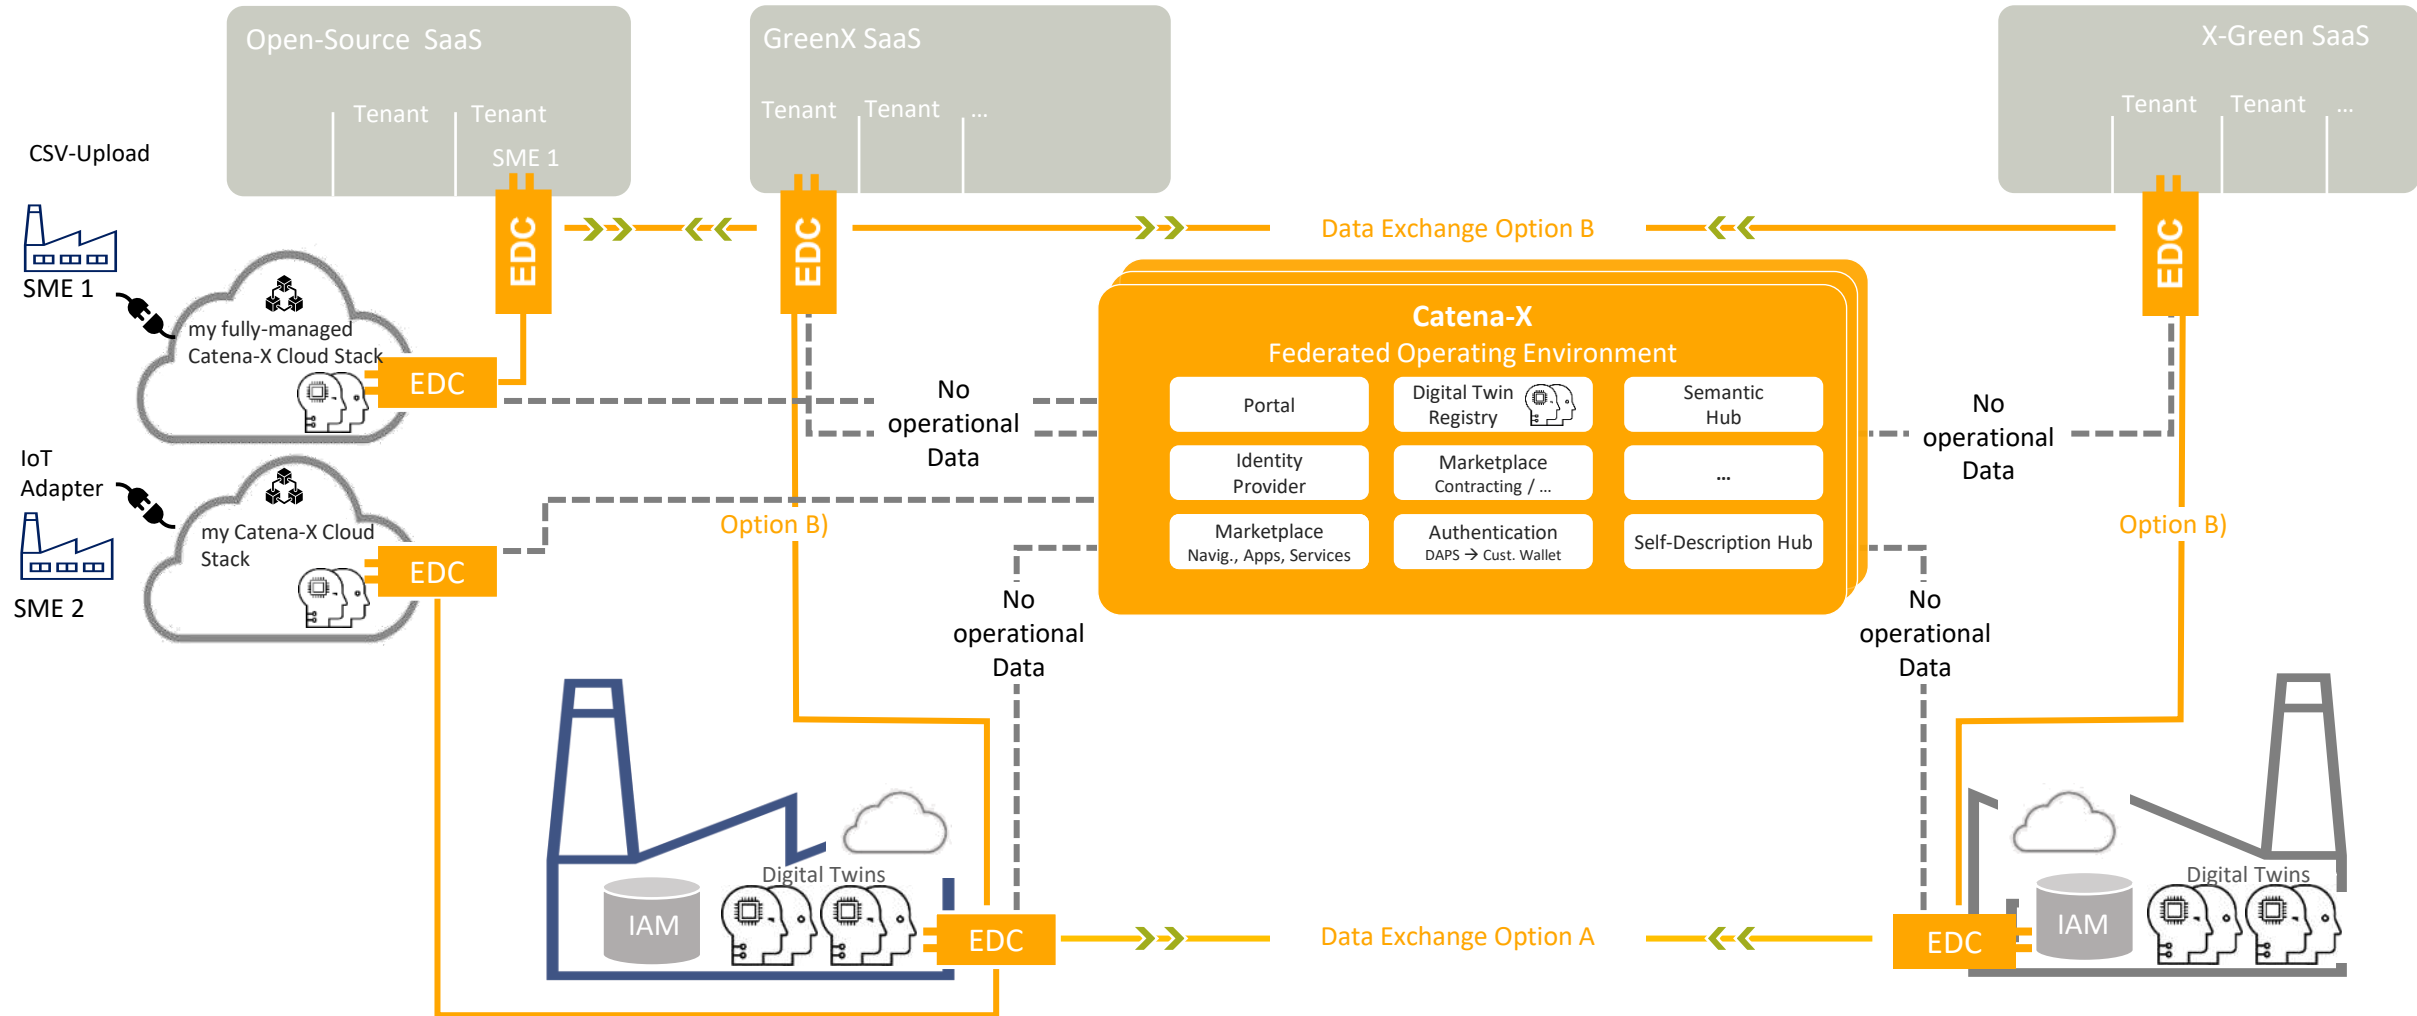 Open-Source  SaaS
Tenant
Tenant
SME 1
GreenX SaaS
Tenant
Tenant
...
X-Green SaaS
Tenant
Tenant
...
CSV-Upload
SME 1
my fully-managed
Catena-X Cloud Stack
EDC
EDC
EDC
EDC
Data Exchange Option B
Catena-X
Federated Operating Environment
Portal
Digital Twin
Registry
Semantic
Hub
Identity
Provider
Marketplace
Contracting / ...
...
Marketplace
Navig., Apps, Services
Authentication
DAPS → Cust. Wallet
Self-Description Hub
No
operational
Data
No
operational
Data
IoT
Adapter
SME 2
my Catena-X Cloud
Stack
EDC
Option B)
Option B)
No
operational
Data
No
operational
Data
Digital Twins
IAM
EDC
Data Exchange Option A
EDC
IAM
Digital Twins